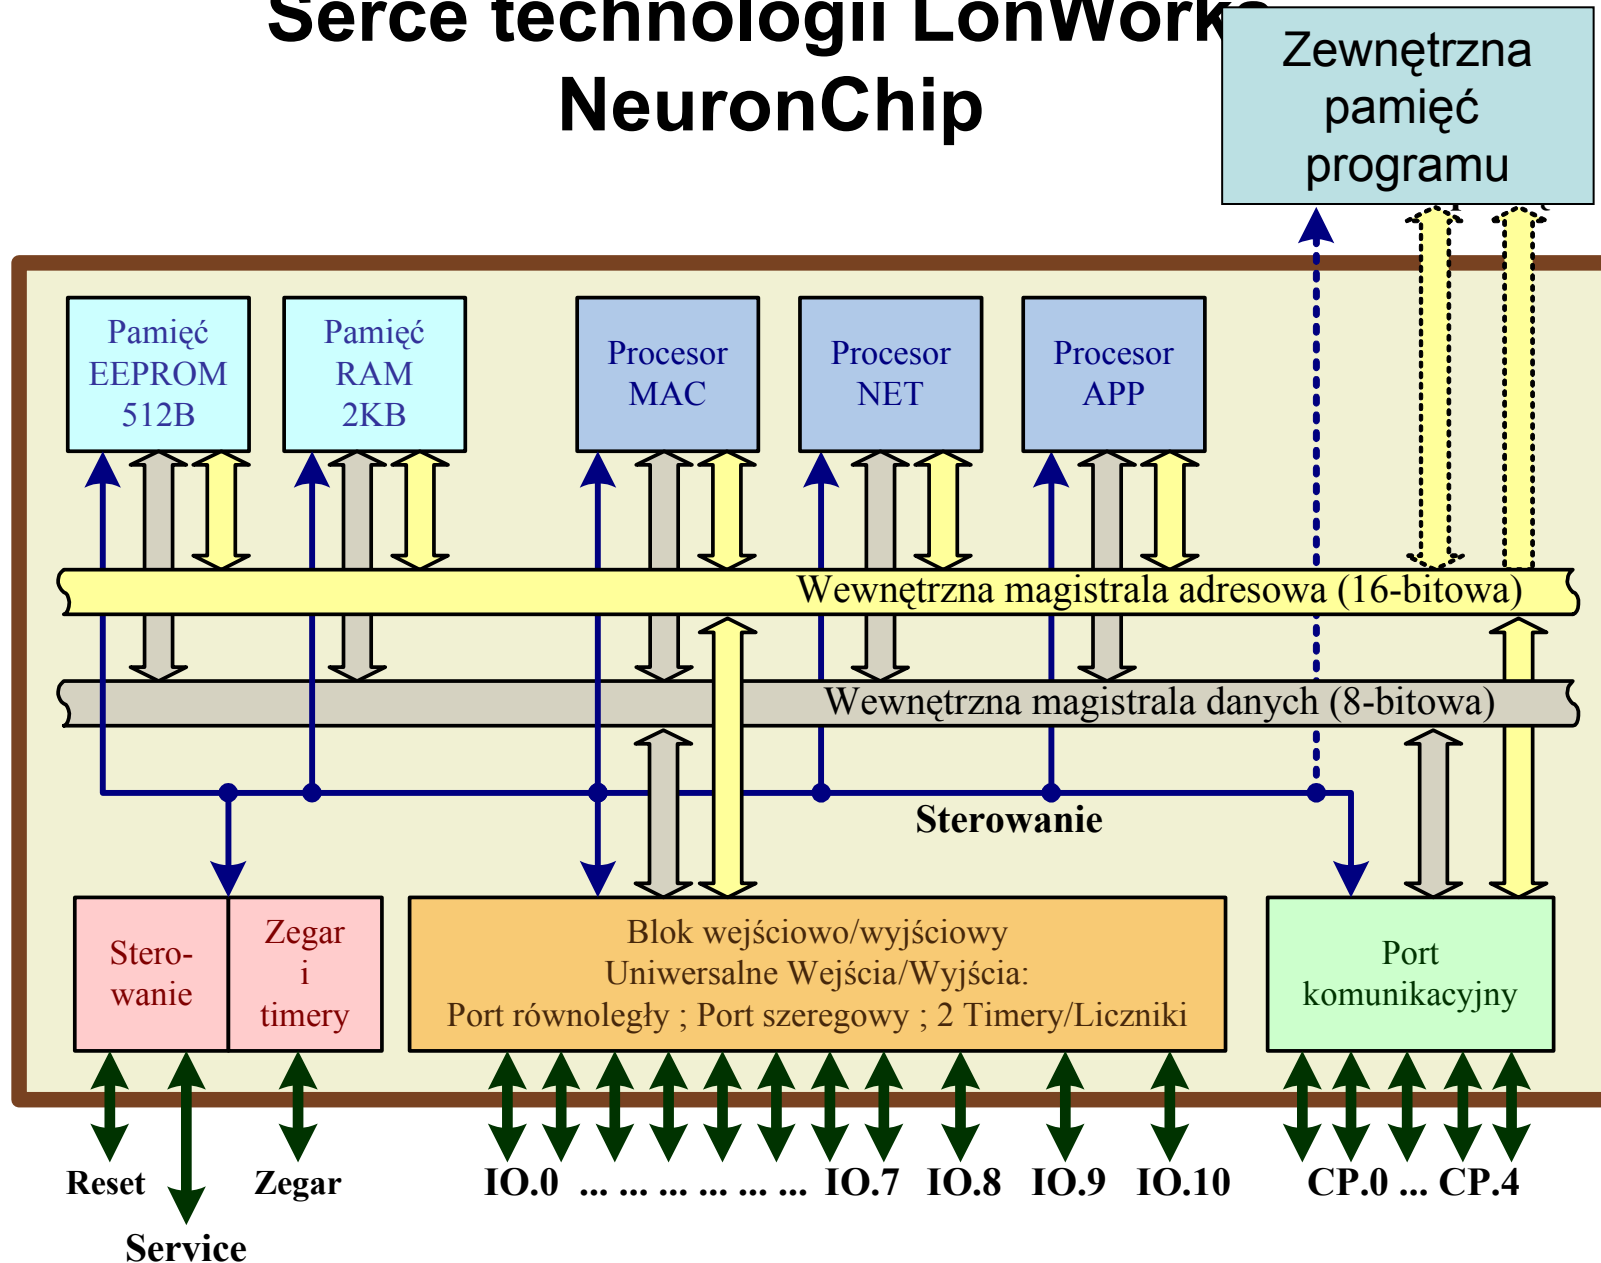 Serce technologii LonWorks
NeuronChip
Zewnętrzna
pamięć
programu
Pamięć
EEPROM
512B
Pamięć
RAM
2KB
Procesor
MAC
Procesor
NET
Procesor
APP
Wewnętrzna magistrala adresowa (16-bitowa)
Wewnętrzna magistrala danych (8-bitowa)
Sterowanie
Stero-
wanie
Zegar
i
timery
Blok wejściowo/wyjściowy
Uniwersalne Wejścia/Wyjścia:
Port równoległy ; Port szeregowy ; 2 Timery/Liczniki
Port
komunikacyjny
Reset
Zegar
IO.0 ... ... ... ... ... ... IO.7 IO.8 IO.9 IO.10
CP.0 ... CP.4
Service